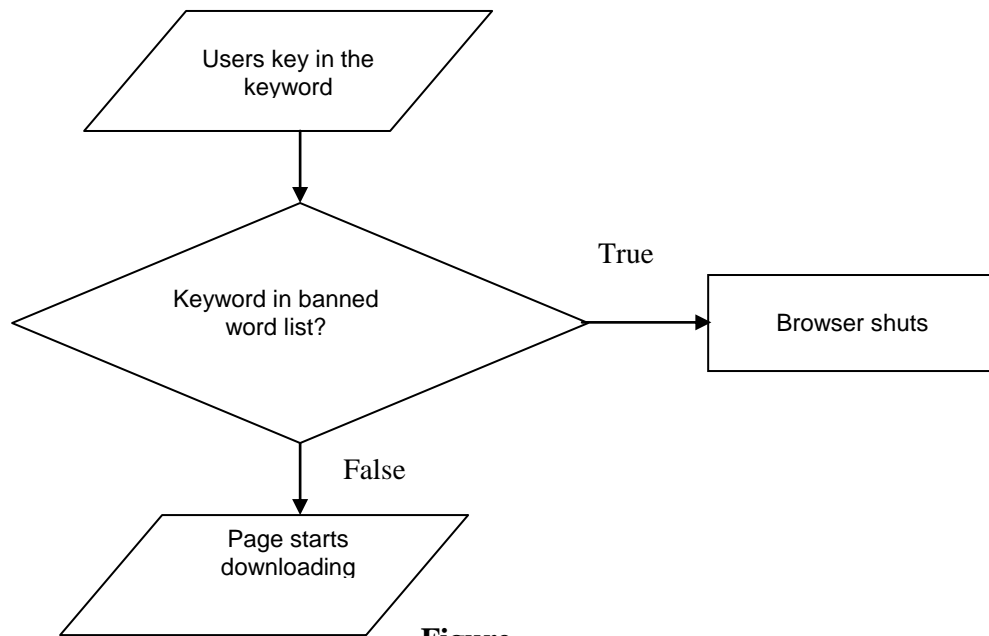 Users key in the
keyword
True
Keyword in banned
word list?
Browser shuts
False
Page starts
downloading
Figure